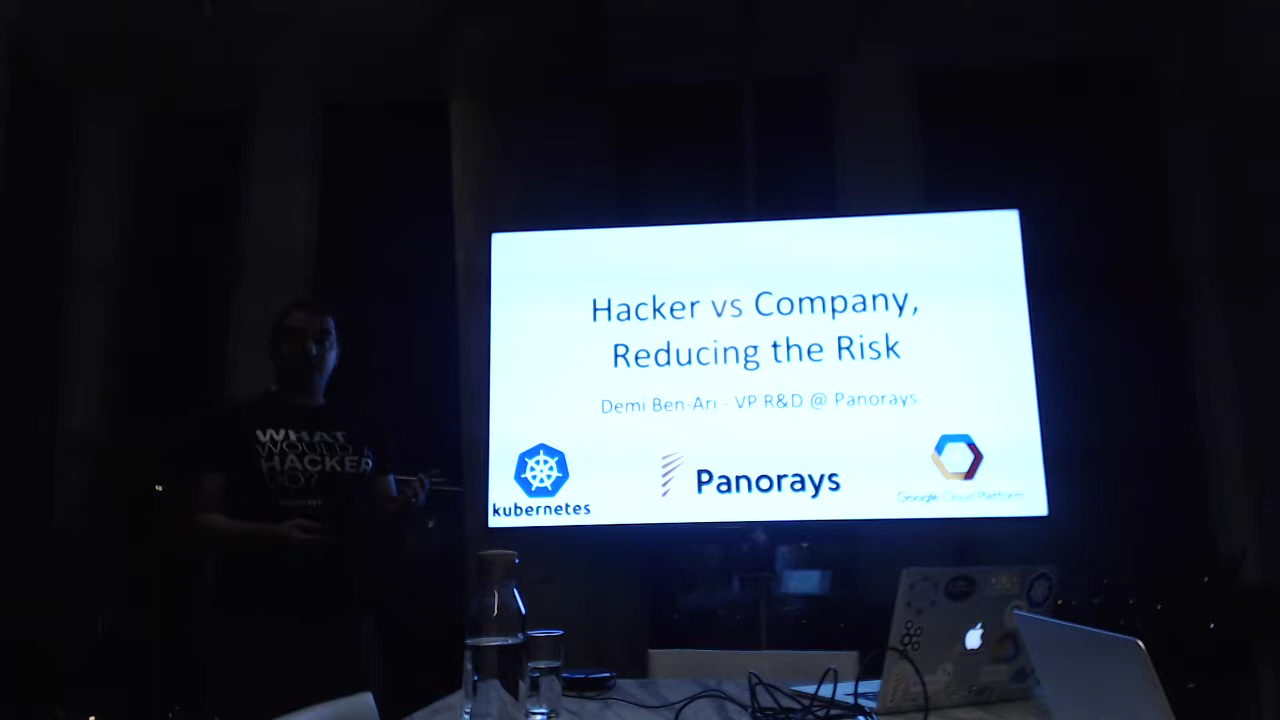 Hacker vs Company,
Reducing the Risk
Demi Ben-Ari - VP R&D @ Panorays
kubernetes
Panorays
Google Cloud Platform
WHAT
WOULD A
HACKER
DO?